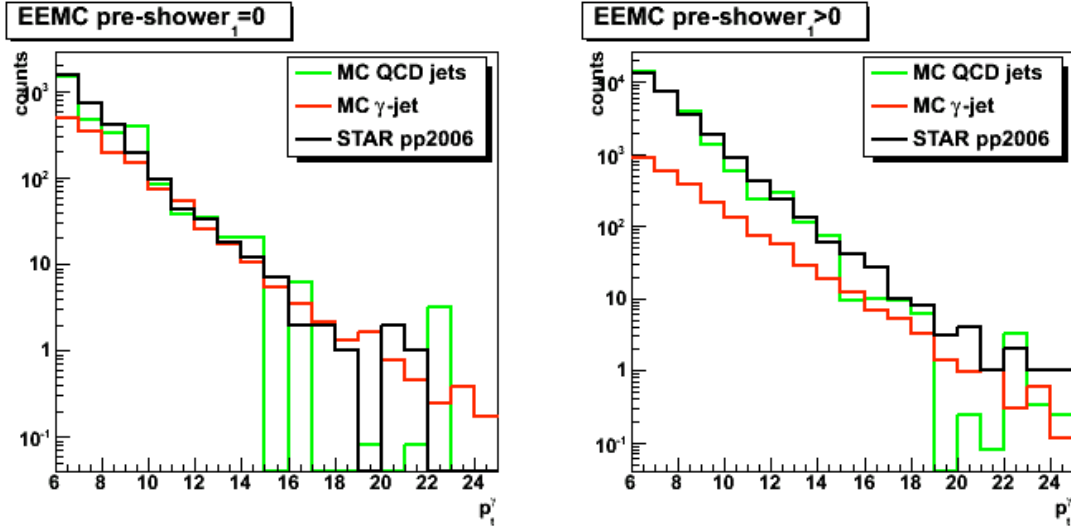 EEMC pre-shower₁=0
counts
MC QCD jets
MC γ-jet
STAR pp2006
10³
10²
10
1
10⁻¹
6 8 10 12 14 16 18 20 22 24
pₜᵞ
EEMC pre-shower₁>0
counts
MC QCD jets
MC γ-jet
STAR pp2006
10⁴
10³
10²
10
1
10⁻¹
6 8 10 12 14 16 18 20 22 24
pₜᵞ